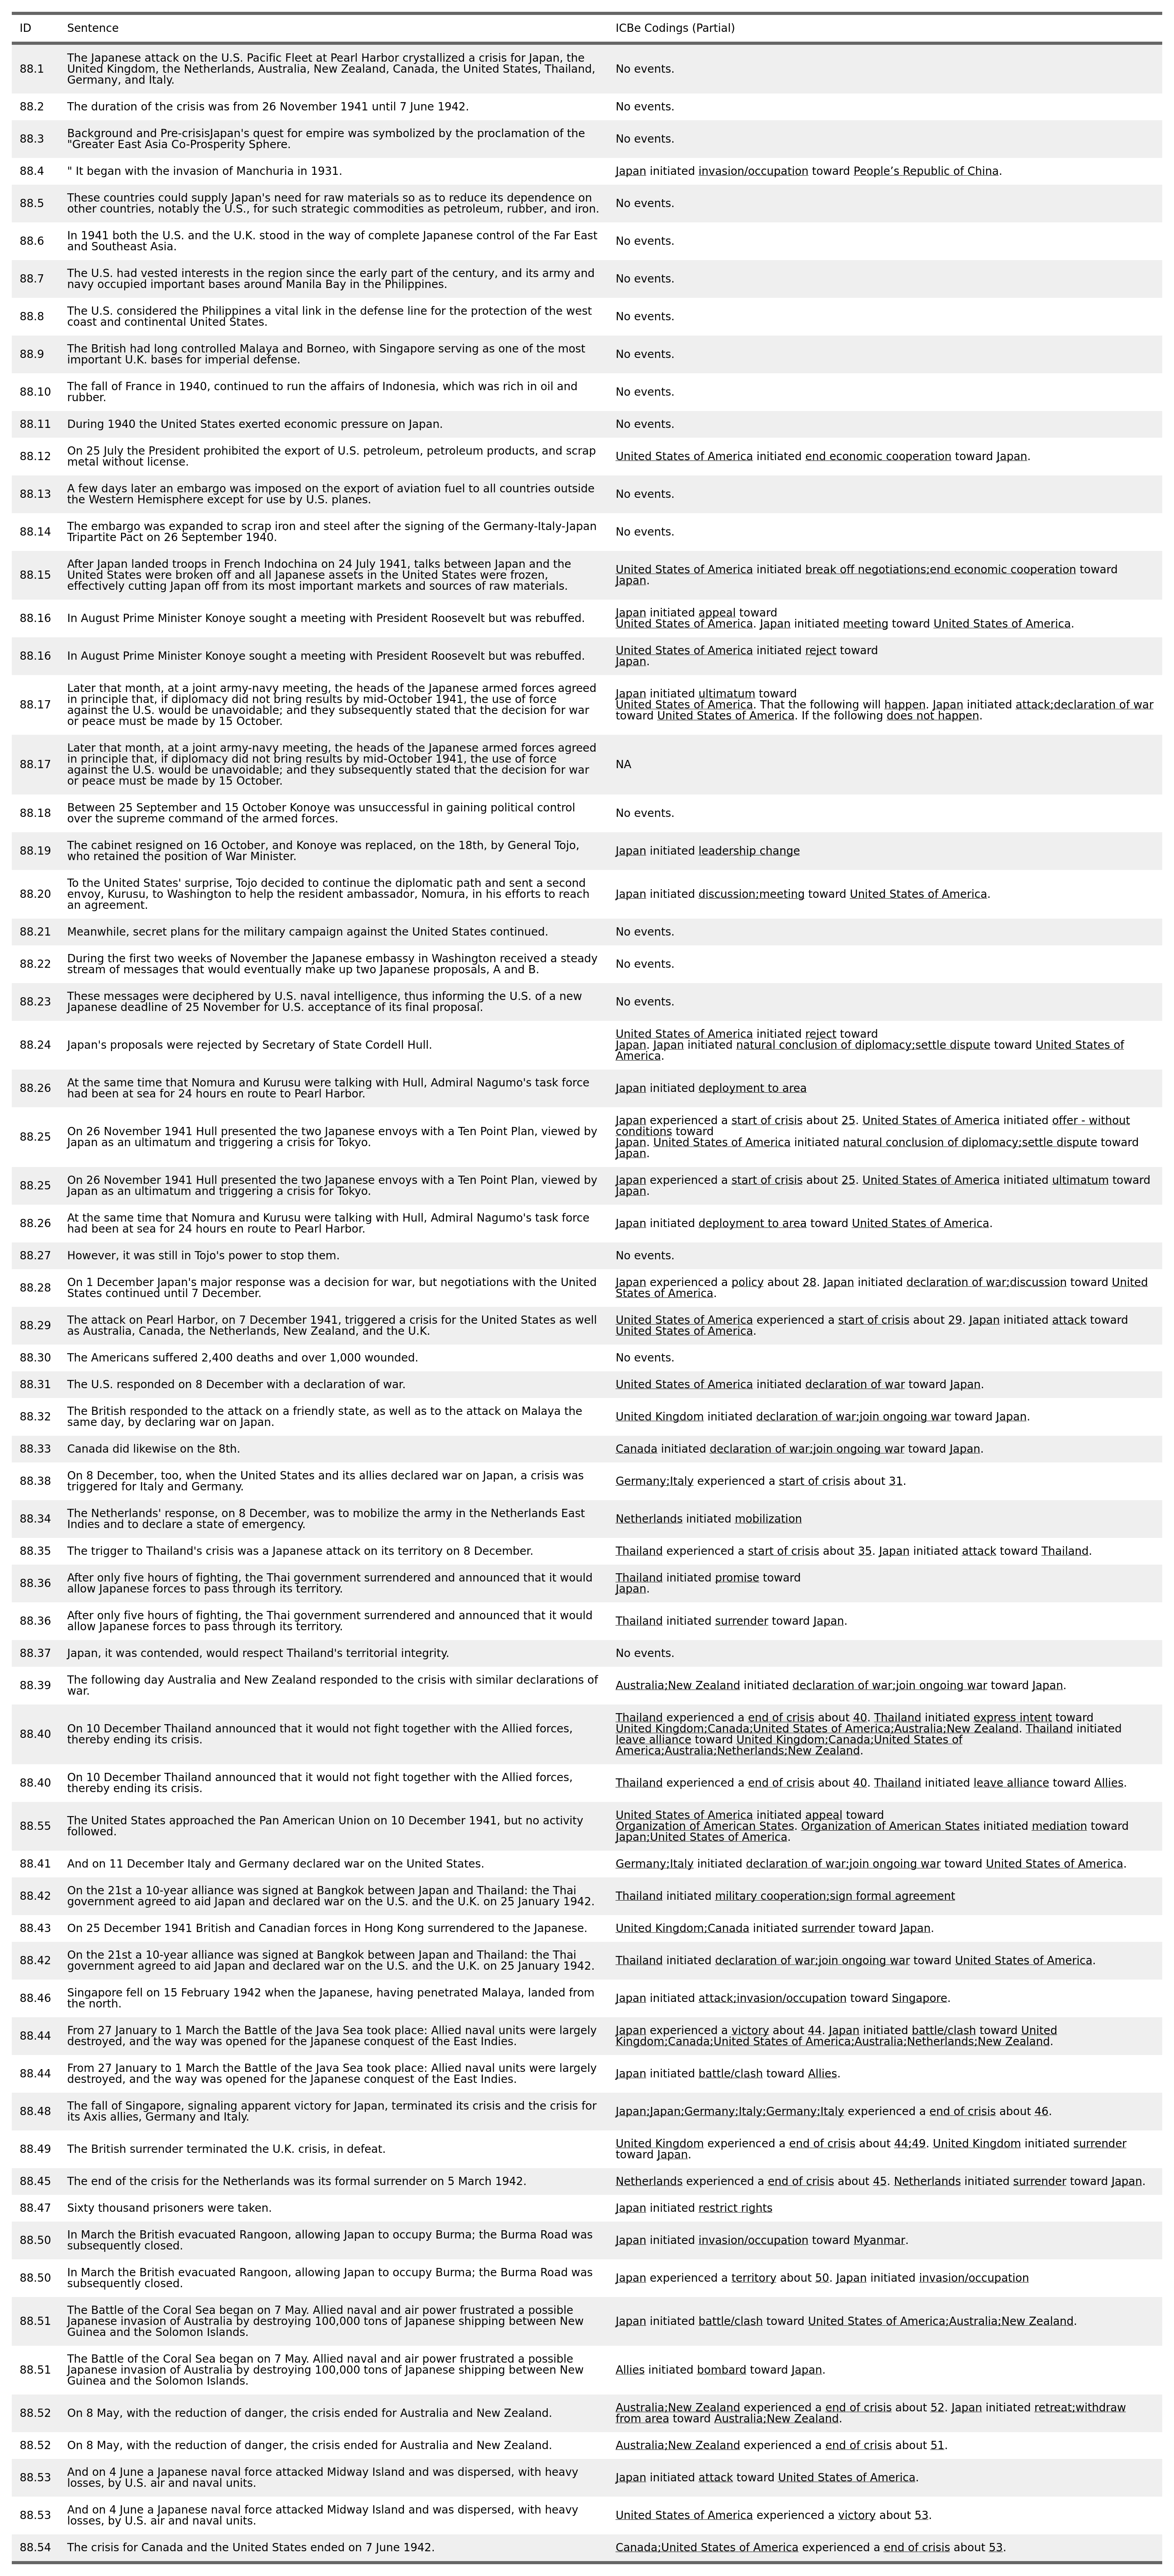 ID Sentence ICBe Codings (Partial)
88.1 The Japanese attack on the U.S. Pacific Fleet at Pearl Harbor crystallized a crisis for Japan, the
United Kingdom, the Netherlands, Australia, New Zealand, Canada, the United States, Thailand,
Germany, and Italy.
No events.
88.2 The duration of the crisis was from 26 November 1941 until 7 June 1942. No events.
88.3 Background and Pre-crisisJapan's quest for empire was symbolized by the proclamation of the
"Greater East Asia Co-Prosperity Sphere.
No events.
88.4 " It began with the invasion of Manchuria in 1931. Japan initiated invasion/occupation toward People’s Republic of China.
88.5 These countries could supply Japan's need for raw materials so as to reduce its dependence on
other countries, notably the U.S., for such strategic commodities as petroleum, rubber, and iron.
No events.
88.6 In 1941 both the U.S. and the U.K. stood in the way of complete Japanese control of the Far East
and Southeast Asia.
No events.
88.7 The U.S. had vested interests in the region since the early part of the century, and its army and
navy occupied important bases around Manila Bay in the Philippines.
No events.
88.8 The U.S. considered the Philippines a vital link in the defense line for the protection of the west
coast and continental United States.
No events.
88.9 The British had long controlled Malaya and Borneo, with Singapore serving as one of the most
important U.K. bases for imperial defense.
No events.
88.10 The fall of France in 1940, continued to run the affairs of Indonesia, which was rich in oil and
rubber.
No events.
88.11 During 1940 the United States exerted economic pressure on Japan. No events.
88.12 On 25 July the President prohibited the export of U.S. petroleum, petroleum products, and scrap
metal without license.
United States of America initiated end economic cooperation toward Japan.
88.13 A few days later an embargo was imposed on the export of aviation fuel to all countries outside
the Western Hemisphere except for use by U.S. planes.
No events.
88.14 The embargo was expanded to scrap iron and steel after the signing of the Germany-Italy-Japan
Tripartite Pact on 26 September 1940.
No events.
88.15 After Japan landed troops in French Indochina on 24 July 1941, talks between Japan and the
United States were broken off and all Japanese assets in the United States were frozen,
effectively cutting Japan off from its most important markets and sources of raw materials.
United States of America initiated break off negotiations;end economic cooperation toward
Japan.
88.16 In August Prime Minister Konoye sought a meeting with President Roosevelt but was rebuffed.
Japan initiated appeal toward
United States of America. Japan initiated meeting toward United States of America.
88.16 In August Prime Minister Konoye sought a meeting with President Roosevelt but was rebuffed.
United States of America initiated reject toward
Japan.
88.17 Later that month, at a joint army-navy meeting, the heads of the Japanese armed forces agreed
in principle that, if diplomacy did not bring results by mid-October 1941, the use of force
against the U.S. would be unavoidable; and they subsequently stated that the decision for war
or peace must be made by 15 October.
Japan initiated ultimatum toward
United States of America. That the following will happen. Japan initiated attack;declaration of war
toward United States of America. If the following does not happen.
88.17 Later that month, at a joint army-navy meeting, the heads of the Japanese armed forces agreed
in principle that, if diplomacy did not bring results by mid-October 1941, the use of force
against the U.S. would be unavoidable; and they subsequently stated that the decision for war
or peace must be made by 15 October.
NA
88.18 Between 25 September and 15 October Konoye was unsuccessful in gaining political control
over the supreme command of the armed forces.
No events.
88.19 The cabinet resigned on 16 October, and Konoye was replaced, on the 18th, by General Tojo,
who retained the position of War Minister.
Japan initiated leadership change
88.20 To the United States' surprise, Tojo decided to continue the diplomatic path and sent a second
envoy, Kurusu, to Washington to help the resident ambassador, Nomura, in his efforts to reach
an agreement.
Japan initiated discussion;meeting toward United States of America.
88.21 Meanwhile, secret plans for the military campaign against the United States continued. No events.
88.22 During the first two weeks of November the Japanese embassy in Washington received a steady
stream of messages that would eventually make up two Japanese proposals, A and B.
No events.
88.23 These messages were deciphered by U.S. naval intelligence, thus informing the U.S. of a new
Japanese deadline of 25 November for U.S. acceptance of its final proposal.
No events.
88.24 Japan's proposals were rejected by Secretary of State Cordell Hull.
United States of America initiated reject toward
Japan. Japan initiated natural conclusion of diplomacy;settle dispute toward United States of
America.
88.26 At the same time that Nomura and Kurusu were talking with Hull, Admiral Nagumo's task force
had been at sea for 24 hours en route to Pearl Harbor.
Japan initiated deployment to area
88.25 On 26 November 1941 Hull presented the two Japanese envoys with a Ten Point Plan, viewed by
Japan as an ultimatum and triggering a crisis for Tokyo.
Japan experienced a start of crisis about 25. United States of America initiated offer - without
conditions toward
Japan. United States of America initiated natural conclusion of diplomacy;settle dispute toward
Japan.
88.25 On 26 November 1941 Hull presented the two Japanese envoys with a Ten Point Plan, viewed by
Japan as an ultimatum and triggering a crisis for Tokyo.
Japan experienced a start of crisis about 25. United States of America initiated ultimatum toward
Japan.
88.26 At the same time that Nomura and Kurusu were talking with Hull, Admiral Nagumo's task force
had been at sea for 24 hours en route to Pearl Harbor.
Japan initiated deployment to area toward United States of America.
88.27 However, it was still in Tojo's power to stop them. No events.
88.28 On 1 December Japan's major response was a decision for war, but negotiations with the United
States continued until 7 December.
Japan experienced a policy about 28. Japan initiated declaration of war;discussion toward United
States of America.
88.29 The attack on Pearl Harbor, on 7 December 1941, triggered a crisis for the United States as well
as Australia, Canada, the Netherlands, New Zealand, and the U.K.
United States of America experienced a start of crisis about 29. Japan initiated attack toward
United States of America.
88.30 The Americans suffered 2,400 deaths and over 1,000 wounded. No events.
88.31 The U.S. responded on 8 December with a declaration of war. United States of America initiated declaration of war toward Japan.
88.32 The British responded to the attack on a friendly state, as well as to the attack on Malaya the
same day, by declaring war on Japan.
United Kingdom initiated declaration of war;join ongoing war toward Japan.
88.33 Canada did likewise on the 8th. Canada initiated declaration of war;join ongoing war toward Japan.
88.38 On 8 December, too, when the United States and its allies declared war on Japan, a crisis was
triggered for Italy and Germany.
Germany;Italy experienced a start of crisis about 31.
88.34 The Netherlands' response, on 8 December, was to mobilize the army in the Netherlands East
Indies and to declare a state of emergency.
Netherlands initiated mobilization
88.35 The trigger to Thailand's crisis was a Japanese attack on its territory on 8 December. Thailand experienced a start of crisis about 35. Japan initiated attack toward Thailand.
88.36 After only five hours of fighting, the Thai government surrendered and announced that it would
allow Japanese forces to pass through its territory.
Thailand initiated promise toward
Japan.
88.36 After only five hours of fighting, the Thai government surrendered and announced that it would
allow Japanese forces to pass through its territory.
Thailand initiated surrender toward Japan.
88.37 Japan, it was contended, would respect Thailand's territorial integrity. No events.
88.39 The following day Australia and New Zealand responded to the crisis with similar declarations of
war.
Australia;New Zealand initiated declaration of war;join ongoing war toward Japan.
88.40 On 10 December Thailand announced that it would not fight together with the Allied forces,
thereby ending its crisis.
Thailand experienced a end of crisis about 40. Thailand initiated express intent toward
United Kingdom;Canada;United States of America;Australia;New Zealand. Thailand initiated
leave alliance toward United Kingdom;Canada;United States of
America;Australia;Netherlands;New Zealand.
88.40 On 10 December Thailand announced that it would not fight together with the Allied forces,
thereby ending its crisis.
Thailand experienced a end of crisis about 40. Thailand initiated leave alliance toward Allies.
88.55 The United States approached the Pan American Union on 10 December 1941, but no activity
followed.
United States of America initiated appeal toward
Organization of American States. Organization of American States initiated mediation toward
Japan;United States of America.
88.41 And on 11 December Italy and Germany declared war on the United States. Germany;Italy initiated declaration of war;join ongoing war toward United States of America.
88.42 On the 21st a 10-year alliance was signed at Bangkok between Japan and Thailand: the Thai
government agreed to aid Japan and declared war on the U.S. and the U.K. on 25 January 1942.
Thailand initiated military cooperation;sign formal agreement
88.43 On 25 December 1941 British and Canadian forces in Hong Kong surrendered to the Japanese. United Kingdom;Canada initiated surrender toward Japan.
88.42 On the 21st a 10-year alliance was signed at Bangkok between Japan and Thailand: the Thai
government agreed to aid Japan and declared war on the U.S. and the U.K. on 25 January 1942.
Thailand initiated declaration of war;join ongoing war toward United States of America.
88.46 Singapore fell on 15 February 1942 when the Japanese, having penetrated Malaya, landed from
the north.
Japan initiated attack;invasion/occupation toward Singapore.
88.44 From 27 January to 1 March the Battle of the Java Sea took place: Allied naval units were largely
destroyed, and the way was opened for the Japanese conquest of the East Indies.
Japan experienced a victory about 44. Japan initiated battle/clash toward United
Kingdom;Canada;United States of America;Australia;Netherlands;New Zealand.
88.44 From 27 January to 1 March the Battle of the Java Sea took place: Allied naval units were largely
destroyed, and the way was opened for the Japanese conquest of the East Indies.
Japan initiated battle/clash toward Allies.
88.48 The fall of Singapore, signaling apparent victory for Japan, terminated its crisis and the crisis for
its Axis allies, Germany and Italy.
Japan;Japan;Germany;Italy;Germany;Italy experienced a end of crisis about 46.
88.49 The British surrender terminated the U.K. crisis, in defeat.
United Kingdom experienced a end of crisis about 44;49. United Kingdom initiated surrender
toward Japan.
88.45 The end of the crisis for the Netherlands was its formal surrender on 5 March 1942. Netherlands experienced a end of crisis about 45. Netherlands initiated surrender toward Japan.
88.47 Sixty thousand prisoners were taken. Japan initiated restrict rights
88.50 In March the British evacuated Rangoon, allowing Japan to occupy Burma; the Burma Road was
subsequently closed.
Japan initiated invasion/occupation toward Myanmar.
88.50 In March the British evacuated Rangoon, allowing Japan to occupy Burma; the Burma Road was
subsequently closed.
Japan experienced a territory about 50. Japan initiated invasion/occupation
88.51 The Battle of the Coral Sea began on 7 May. Allied naval and air power frustrated a possible
Japanese invasion of Australia by destroying 100,000 tons of Japanese shipping between New
Guinea and the Solomon Islands.
Japan initiated battle/clash toward United States of America;Australia;New Zealand.
88.51 The Battle of the Coral Sea began on 7 May. Allied naval and air power frustrated a possible
Japanese invasion of Australia by destroying 100,000 tons of Japanese shipping between New
Guinea and the Solomon Islands.
Allies initiated bombard toward Japan.
88.52 On 8 May, with the reduction of danger, the crisis ended for Australia and New Zealand.
Australia;New Zealand experienced a end of crisis about 52. Japan initiated retreat;withdraw
from area toward Australia;New Zealand.
88.52 On 8 May, with the reduction of danger, the crisis ended for Australia and New Zealand. Australia;New Zealand experienced a end of crisis about 51.
88.53 And on 4 June a Japanese naval force attacked Midway Island and was dispersed, with heavy
losses, by U.S. air and naval units.
Japan initiated attack toward United States of America.
88.53 And on 4 June a Japanese naval force attacked Midway Island and was dispersed, with heavy
losses, by U.S. air and naval units.
United States of America experienced a victory about 53.
88.54 The crisis for Canada and the United States ended on 7 June 1942. Canada;United States of America experienced a end of crisis about 53.